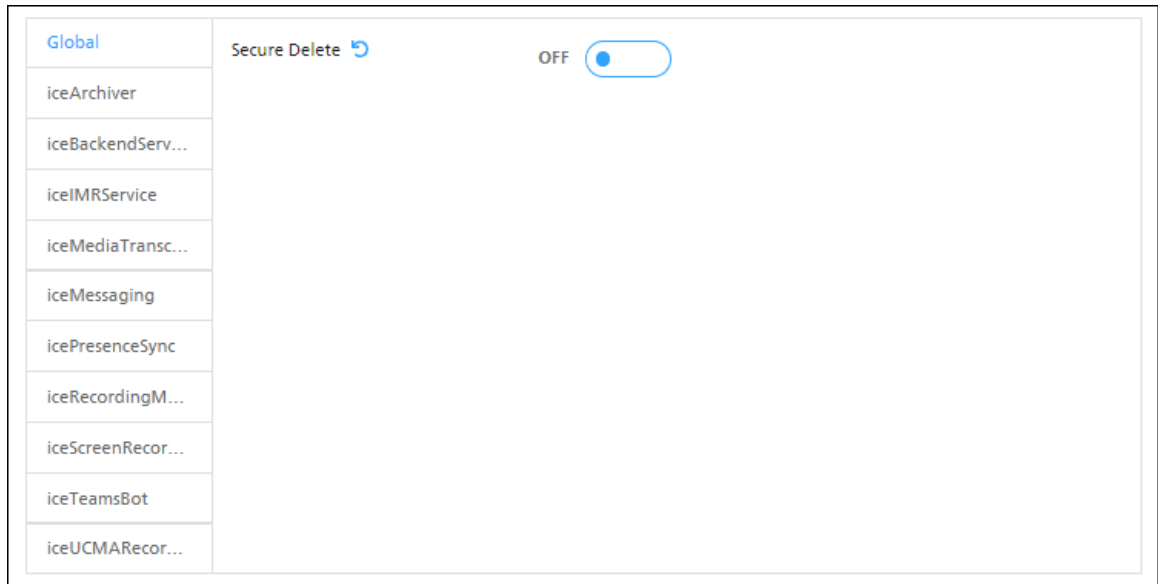 Global
Secure Delete
OFF
iceArchiver
iceBackendServ...
iceIMRService
iceMediaTransc...
iceMessaging
icePresenceSync
iceRecordingM...
iceScreenRecor...
iceTeamsBot
iceUCMARecor...